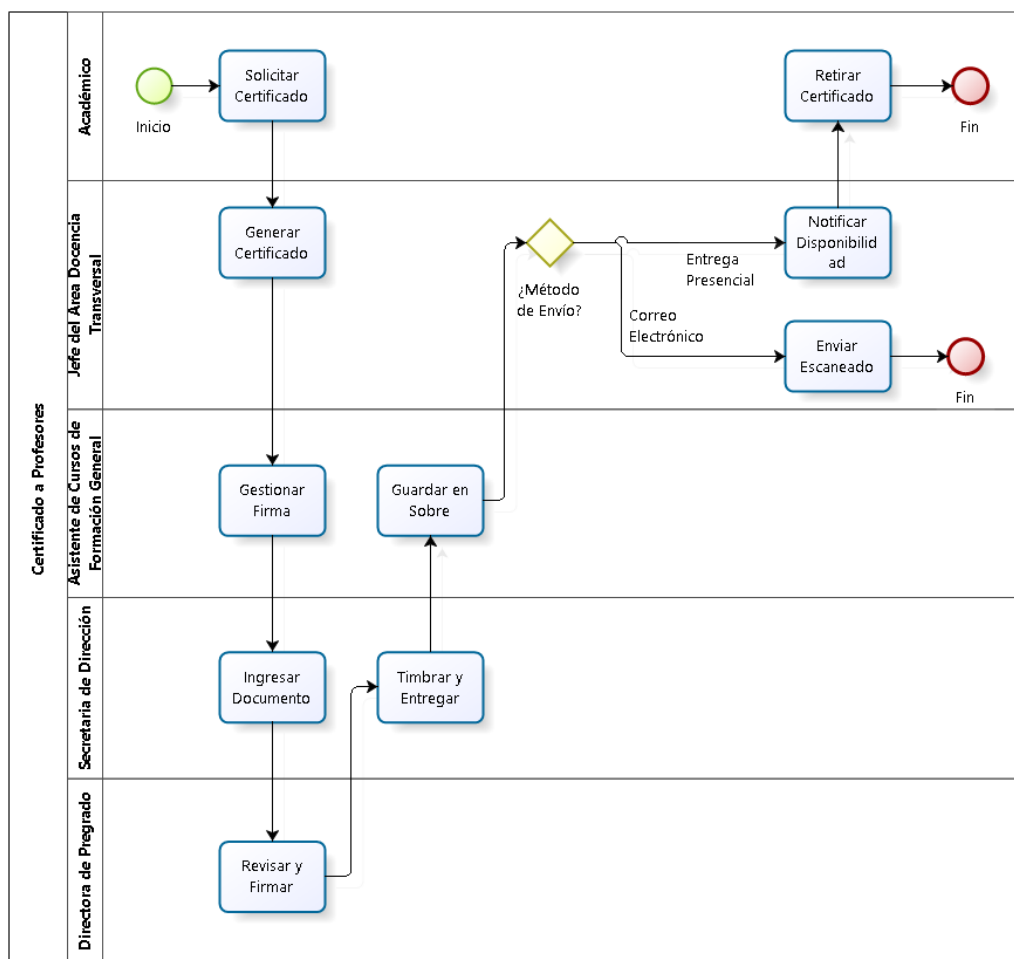 Certificado a Profesores
Académico
Inicio
Solicitar
Certificado
Retirar
Certificado
Fin
Jefe del Area Docencia
Transversal
Generar
Certificado
¿Método
de Envío?
Entrega
Presencial
Notificar
Disponibilid
ad
Correo
Electrónico
Enviar
Escaneado
Fin
Asistente de Cursos de
Formación General
Gestionar
Firma
Guardar en
Sobre
Secretaria de Dirección
Ingresar
Documento
Timbrar y
Entregar
Directora de Pregrado
Revisar y
Firmar